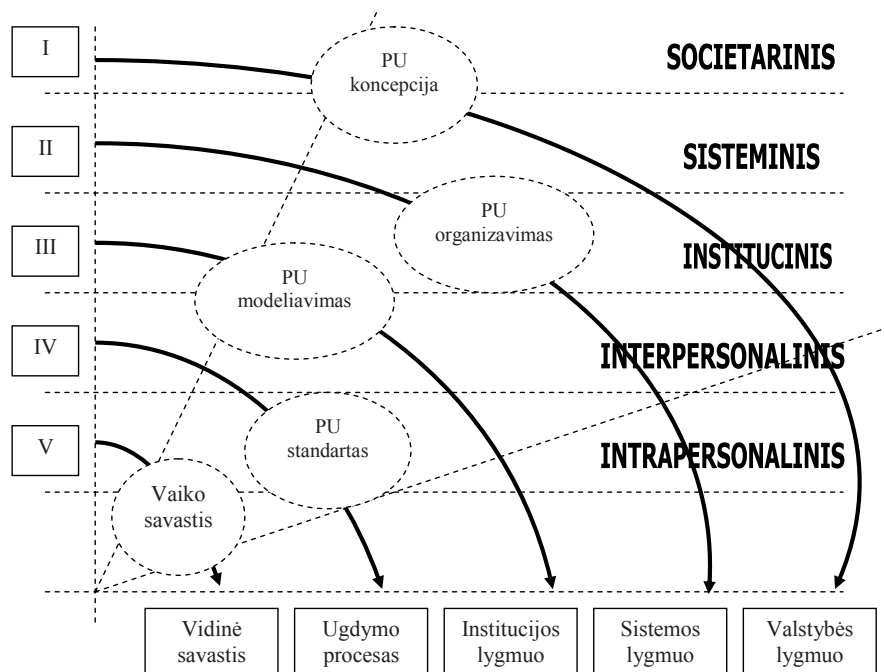 I
PU
koncepcija
SOCIETARINIS
II
SISTEMINIS
PU
organizavimas
III
INSTITUCINIS
PU
modeliavimas
IV
INTERPERSONALINIS
PU
standartas
V
INTRAPERSONALINIS
Vaiko
savastis
Vidinė
savastis
Ugdymo
procesas
Institucijos
lygmuo
Sistemos
lygmuo
Valstybės
lygmuo